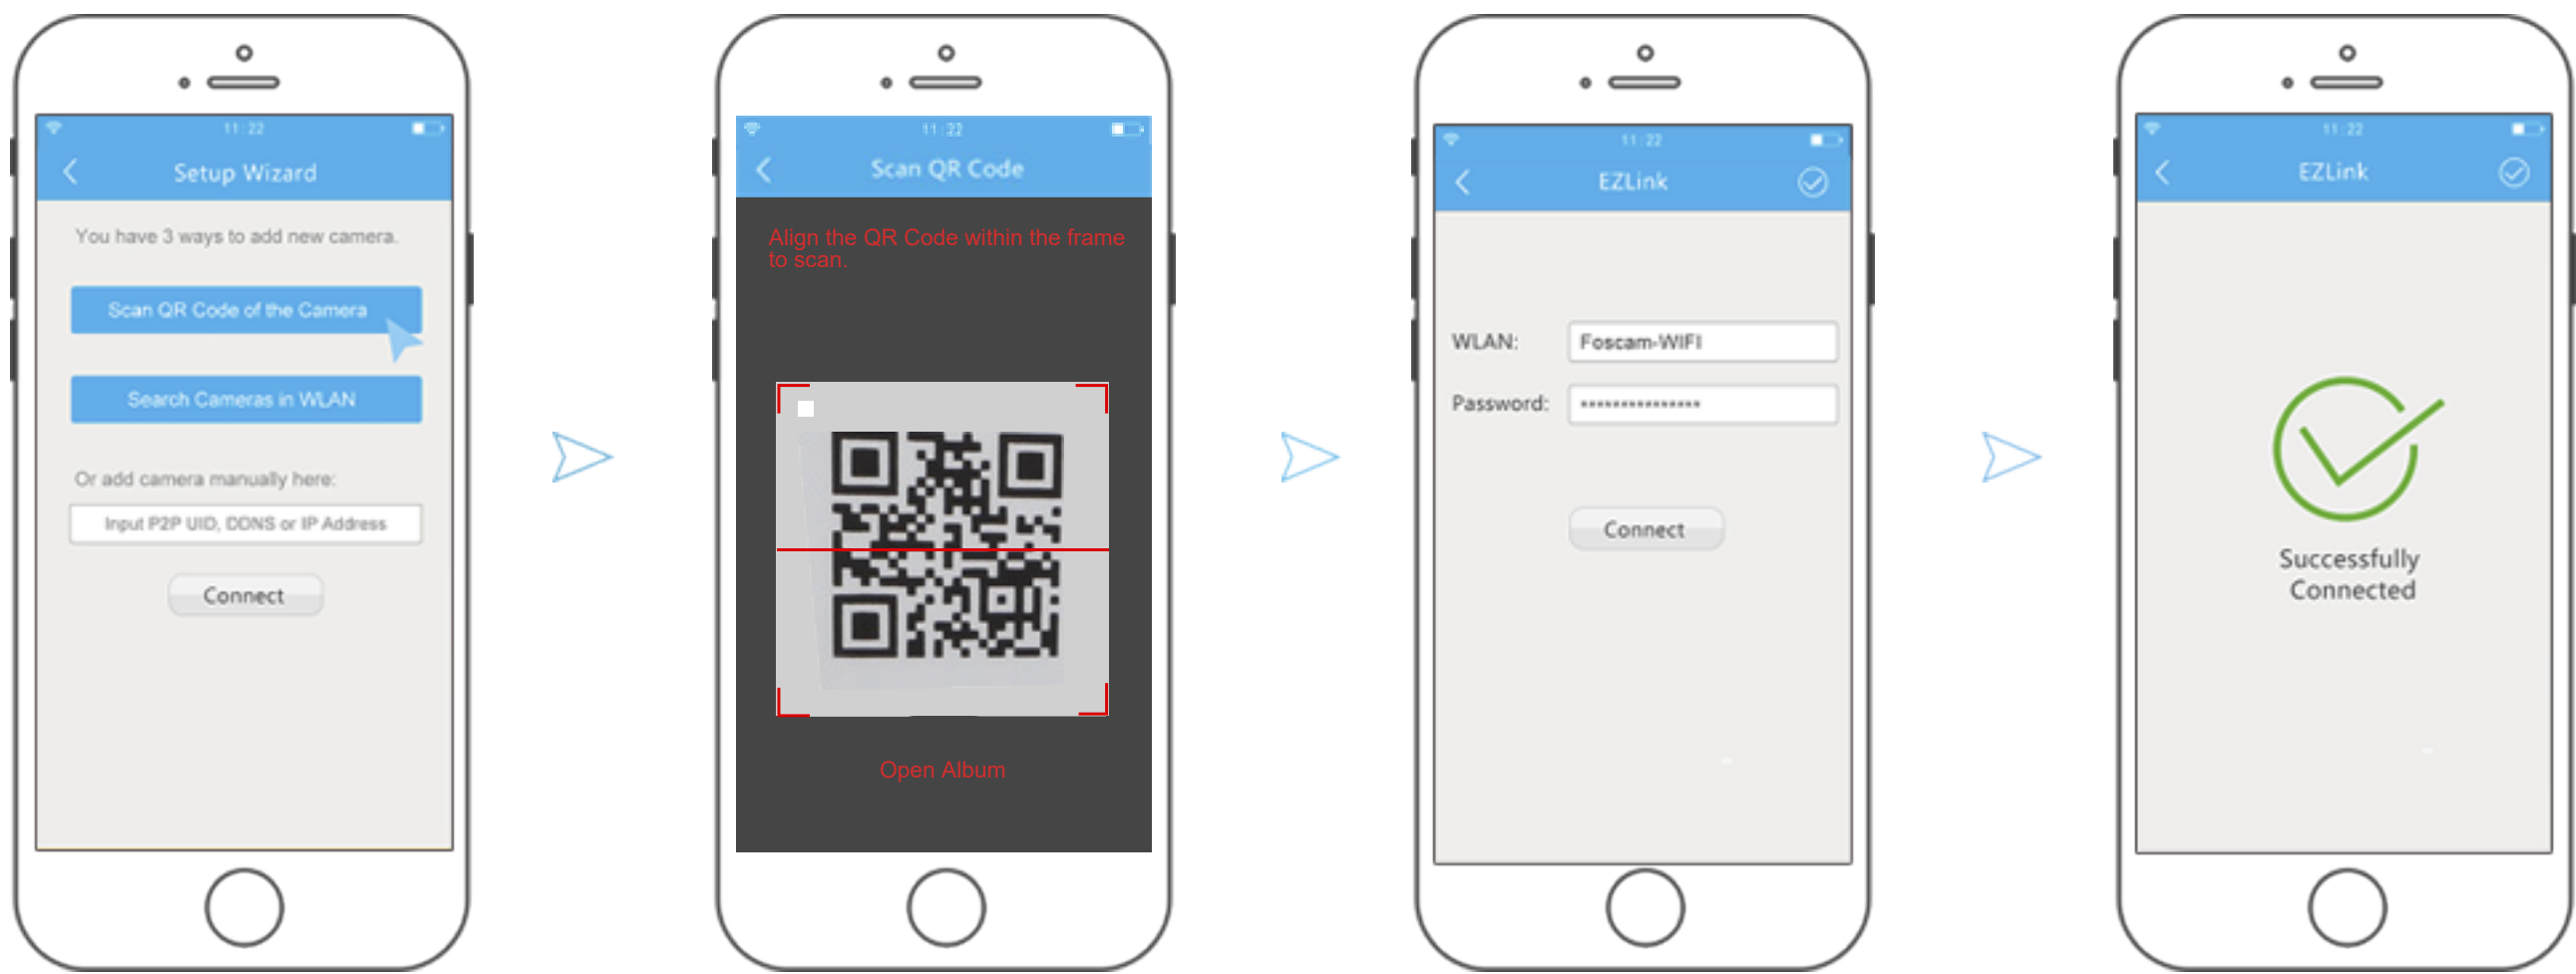 11:22
Setup Wizard
You have 3 ways to add new camera.
Scan QR Code of the Camera
Search Cameras in WLAN
Or add camera manually here:
Input P2P UID, DDNS or IP Address
Connect
11:22
Scan QR Code
Align the QR Code within the frame
to scan.
Open Album
11:22
EZLink
WLAN: Foscam-WIFI
Password: ***************
Connect
11:22
EZLink
Successfully
Connected